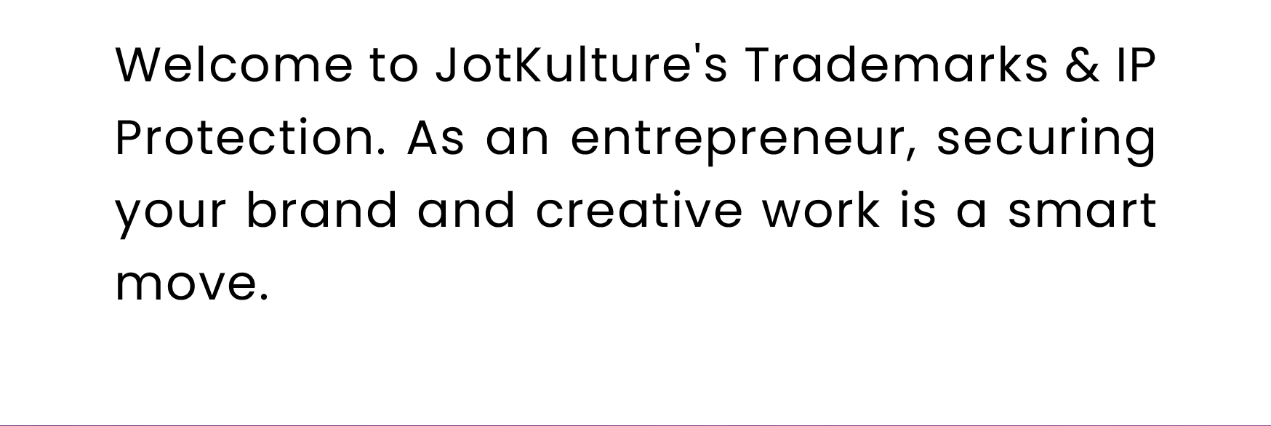 Welcome to JotKulture's Trademarks & IP
Protection. As an entrepreneur, securing
your brand and creative work is a smart
move.